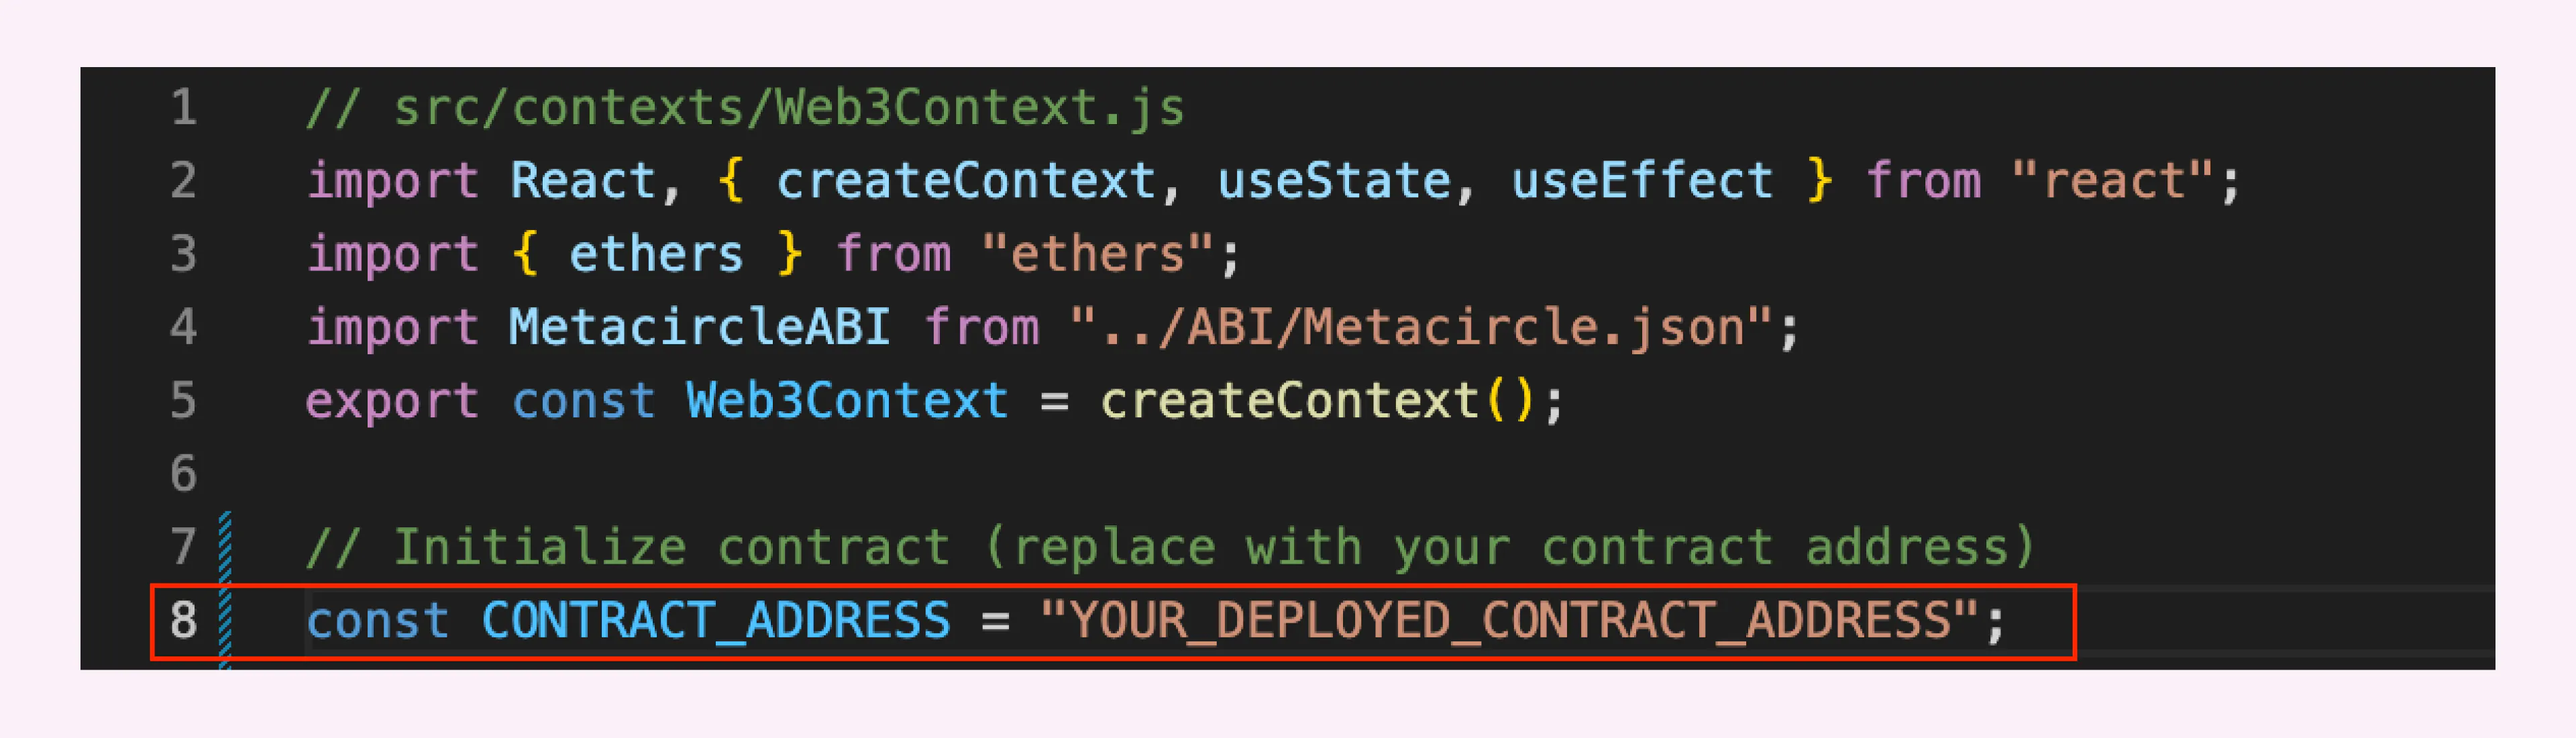 1 // src/contexts/Web3Context.js
2 import React, { createContext, useState, useEffect } from "react";
3 import { ethers } from "ethers";
4 import MetacircleABI from "../ABI/Metacircle.json";
5 export const Web3Context = createContext();
6
7 // Initialize contract (replace with your contract address)
8 const CONTRACT_ADDRESS = "YOUR_DEPLOYED_CONTRACT_ADDRESS";